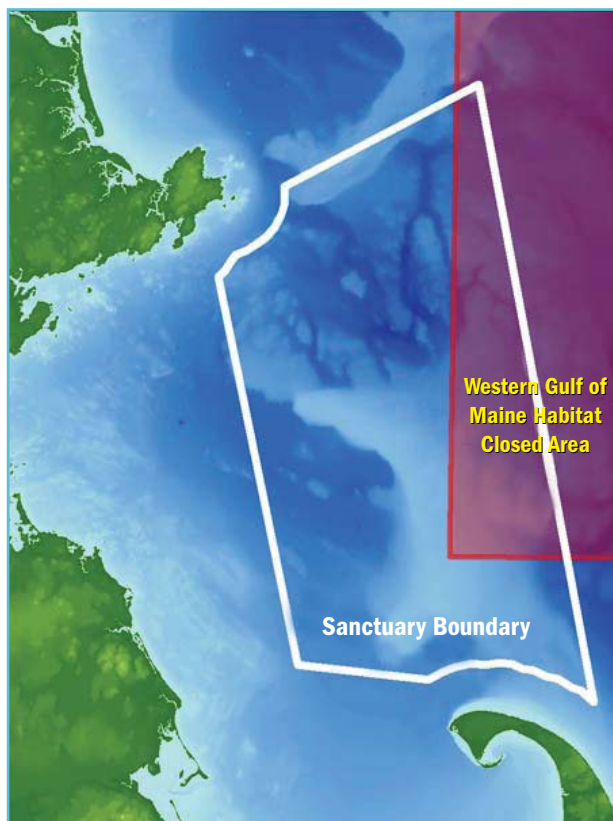 Western Gulf of
Maine Habitat
Closed Area
Sanctuary Boundary